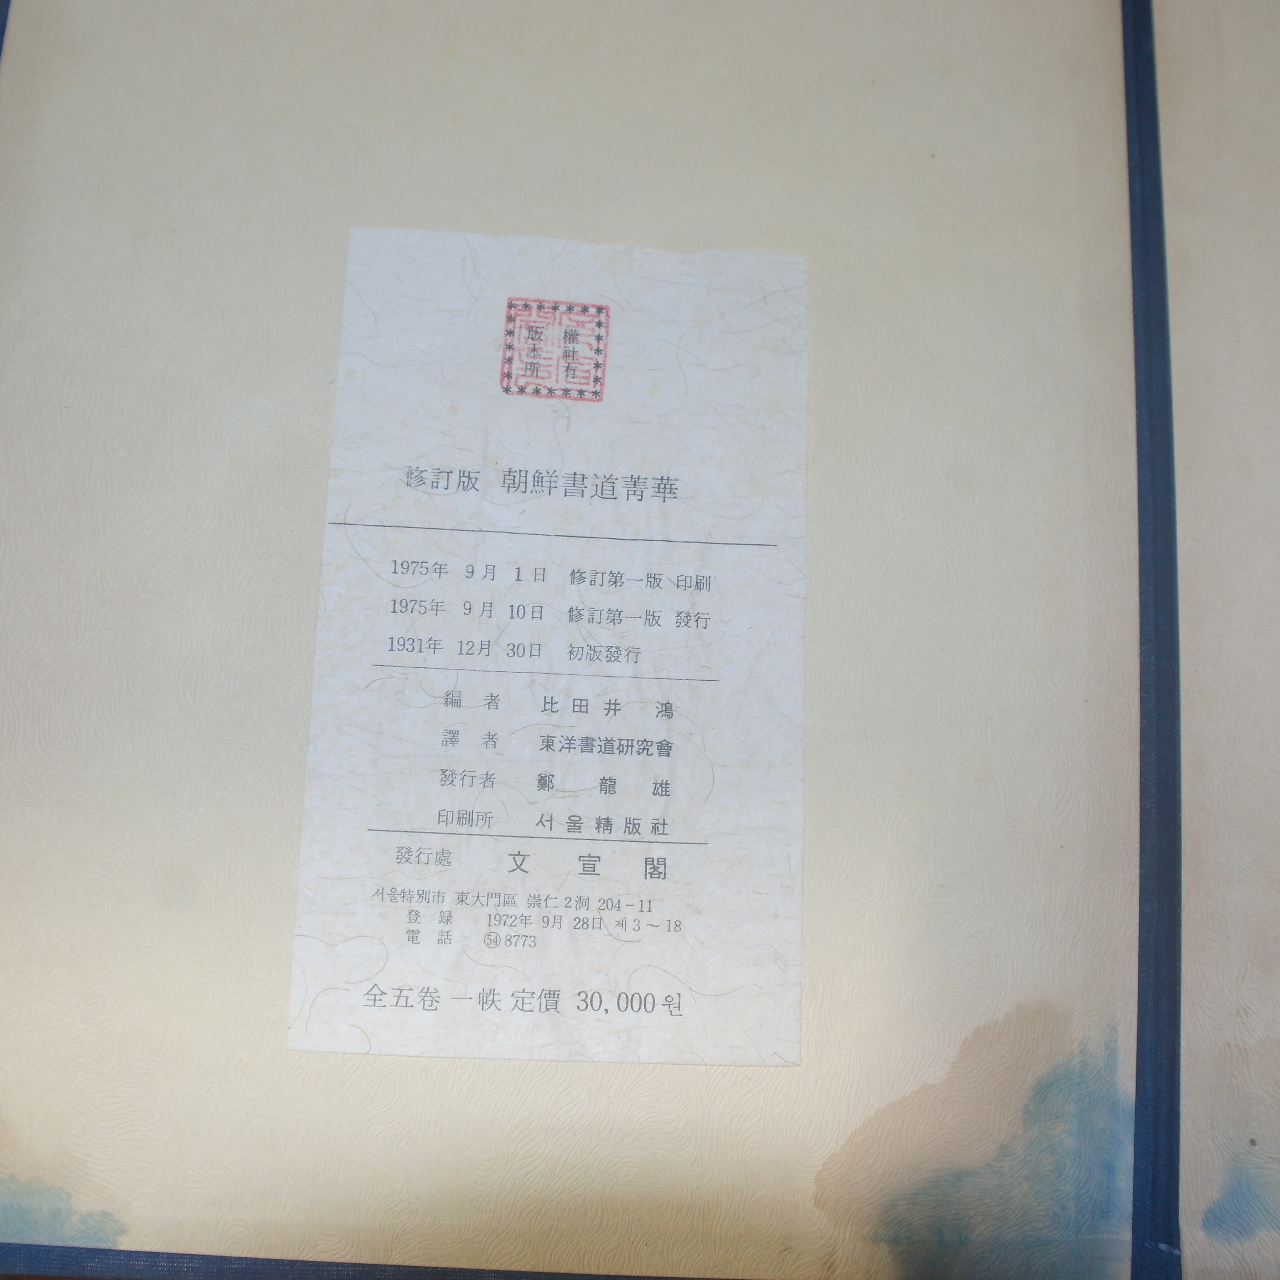 版權
本社
所有
修訂版 朝鮮書道菁華
1975年 9月 1日 修訂第一版 印刷
1975年 9月 10日 修訂第一版 發行
1931年 12月 30日 初版發行
編者 比田井 鴻
譯者 東洋書道硏究會
發行者 鄭龍雄
印刷所 서울精版社
發行處 文宣閣
서울特別市 東大門區 崇仁2洞 204-11
登錄 1972年 9月 28日 제3~18
電話 ㊴8773
全五卷 一帙 定價 30,000원